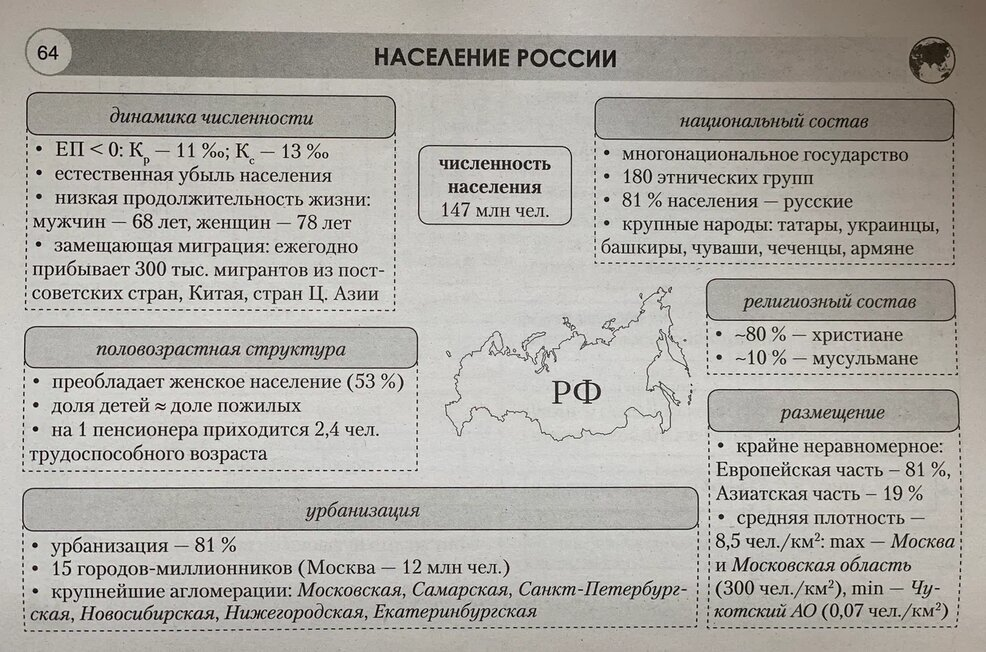 64
НАСЕЛЕНИЕ РОССИИ
динамика численности
• ЕП < 0: Кр — 11 ‰; Кс — 13 ‰
• естественная убыль населения
• низкая продолжительность жизни:
мужчин — 68 лет, женщин — 78 лет
• замещающая миграция: ежегодно
прибывает 300 тыс. мигрантов из пост-
советских стран, Китая, стран Ц. Азии
численность
населения
147 млн чел.
национальный состав
• многонациональное государство
• 180 этнических групп
• 81 % населения — русские
• крупные народы: татары, украинцы,
башкиры, чуваши, чеченцы, армяне
половозрастная структура
• преобладает женское население (53 %)
• доля детей ≈ доле пожилых
• на 1 пенсионера приходится 2,4 чел.
трудоспособного возраста
РФ
религиозный состав
• ~80 % — христиане
• ~10 % — мусульмане
размещение
• крайне неравномерное:
Европейская часть – 81 %,
Азиатская часть – 19 %
• средняя плотность —
8,5 чел./км²: max — Москва
и Московская область
(300 чел./км²), min — Чу-
котский АО (0,07 чел./км²)
урбанизация
• урбанизация — 81 %
• 15 городов-миллионников (Москва — 12 млн чел.)
• крупнейшие агломерации: Московская, Самарская, Санкт-Петербург-
ская, Новосибирская, Нижегородская, Екатеринбургская